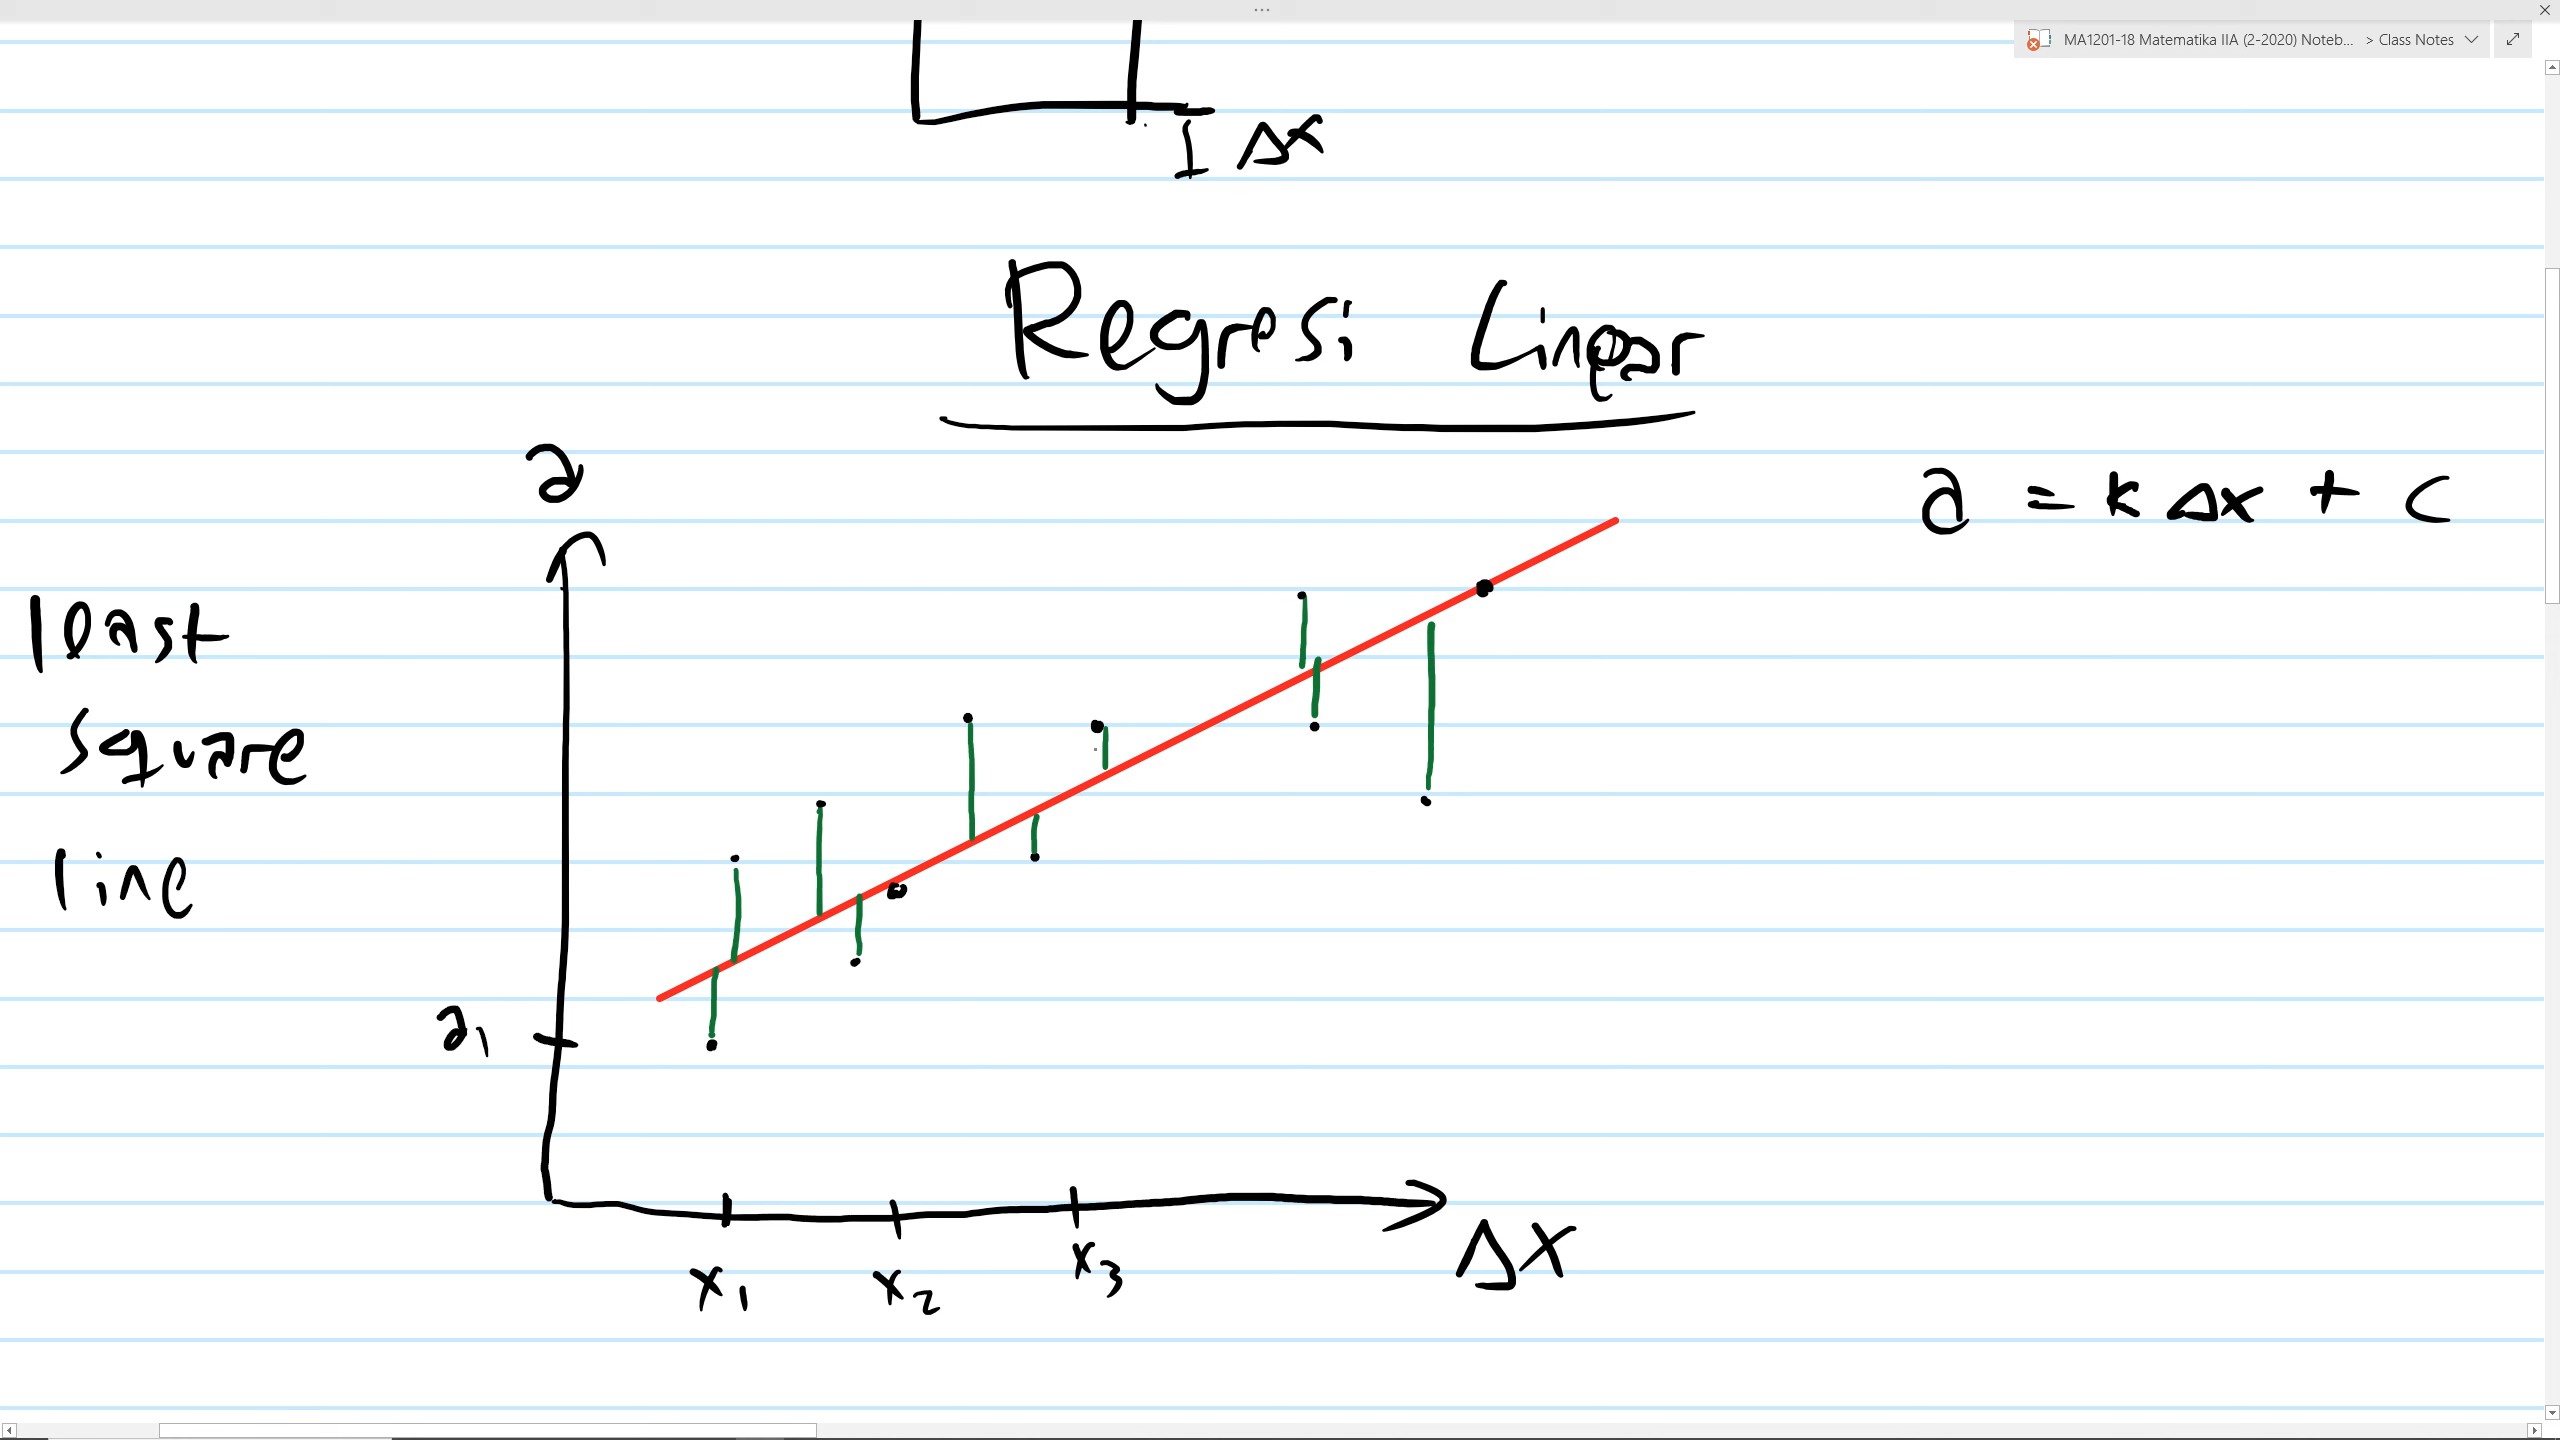 MA1201-18 Matematika IIA (2-2020) Noteb... > Class Notes
I Δx
Regresi Linear
a
a = k Δx + c
least
square
line
a₁
x₁ x₂ x₃
Δx